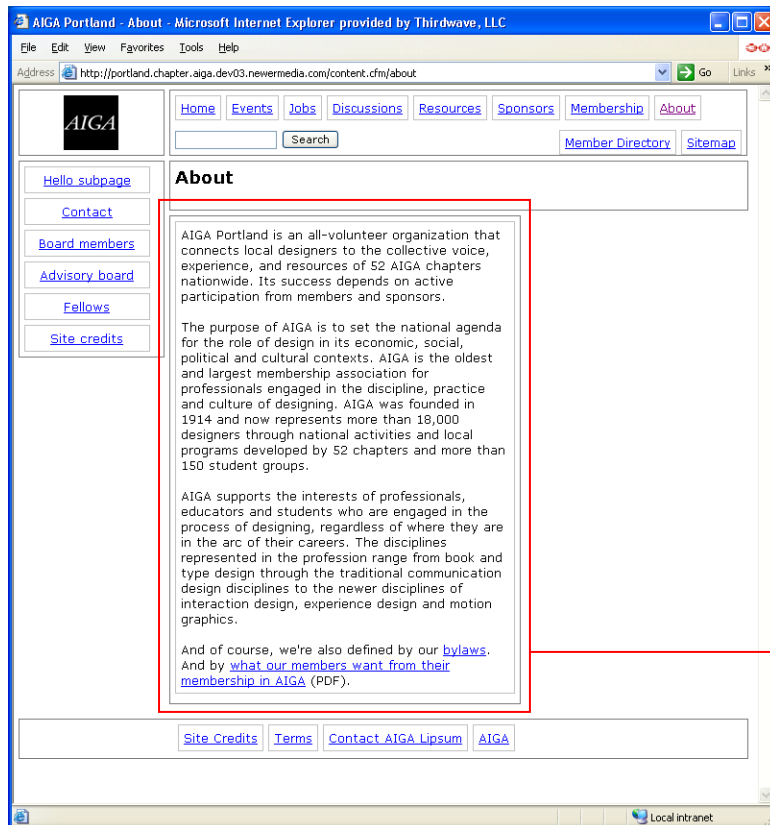 AIGA Portland - About - Microsoft Internet Explorer provided by Thirdwave, LLC
File Edit View Favorites Tools Help
Address http://portland.chapter.aiga.dev03.newermedia.com/content.cfm/about Go Links »
AIGA
Home Events Jobs Discussions Resources Sponsors Membership About
Search
Member Directory Sitemap
Hello subpage
Contact
Board members
Advisory board
Fellows
Site credits
About
AIGA Portland is an all-volunteer organization that
connects local designers to the collective voice,
experience, and resources of 52 AIGA chapters
nationwide. Its success depends on active
participation from members and sponsors.
The purpose of AIGA is to set the national agenda
for the role of design in its economic, social,
political and cultural contexts. AIGA is the oldest
and largest membership association for
professionals engaged in the discipline, practice
and culture of designing. AIGA was founded in
1914 and now represents more than 18,000
designers through national activities and local
programs developed by 52 chapters and more than
150 student groups.
AIGA supports the interests of professionals,
educators and students who are engaged in the
process of designing, regardless of where they are
in the arc of their careers. The disciplines
represented in the profession range from book and
type design through the traditional communication
design disciplines to the newer disciplines of
interaction design, experience design and motion
graphics.
And of course, we're also defined by our bylaws.
And by what our members want from their
membership in AIGA (PDF).
Site Credits Terms Contact AIGA Lipsum AIGA
Local intranet